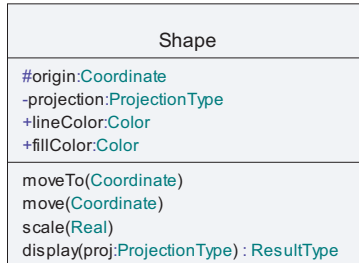 Shape
#origin:Coordinate
-projection:ProjectionType
+lineColor:Color
+fillColor:Color
moveTo(Coordinate)
move(Coordinate)
scale(Real)
display(proj:ProjectionType) : ResultType